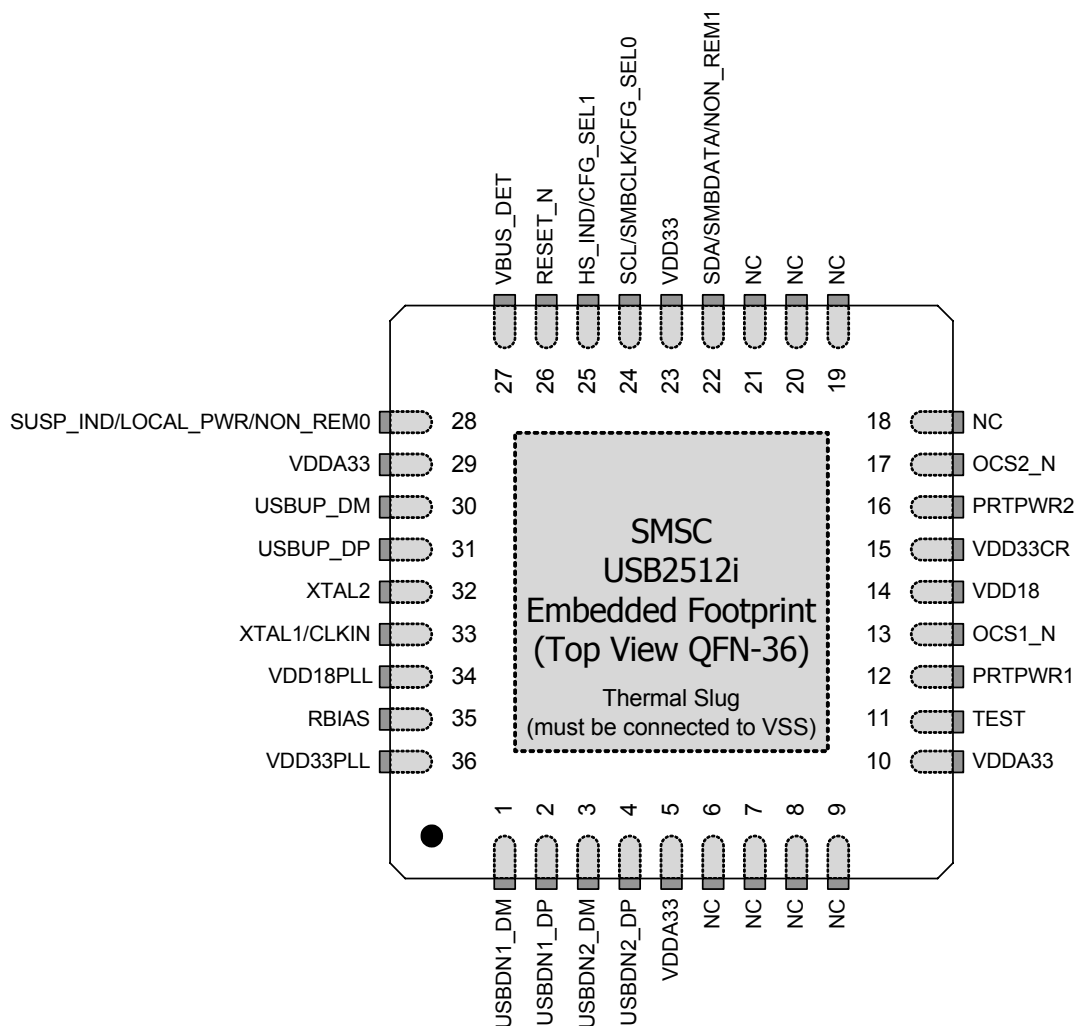 VBUS_DET
RESET_N
HS_IND/CFG_SEL1
SCL/SMBCLK/CFG_SEL0
VDD33
SDA/SMBDATA/NON_REM1
NC
NC
NC
27
26
25
24
23
22
21
20
19
SUSP_IND/LOCAL_PWR/NON_REM0 28
VDDA33 29
USBUP_DM 30
USBUP_DP 31
XTAL2 32
XTAL1/CLKIN 33
VDD18PLL 34
RBIAS 35
VDD33PLL 36
SMSC
USB2512i
Embedded Footprint
(Top View QFN-36)
Thermal Slug
(must be connected to VSS)
18 NC
17 OCS2_N
16 PRTPWR2
15 VDD33CR
14 VDD18
13 OCS1_N
12 PRTPWR1
11 TEST
10 VDDA33
1
2
3
4
5
6
7
8
9
USBDN1_DM
USBDN1_DP
USBDN2_DM
USBDN2_DP
VDDA33
NC
NC
NC
NC